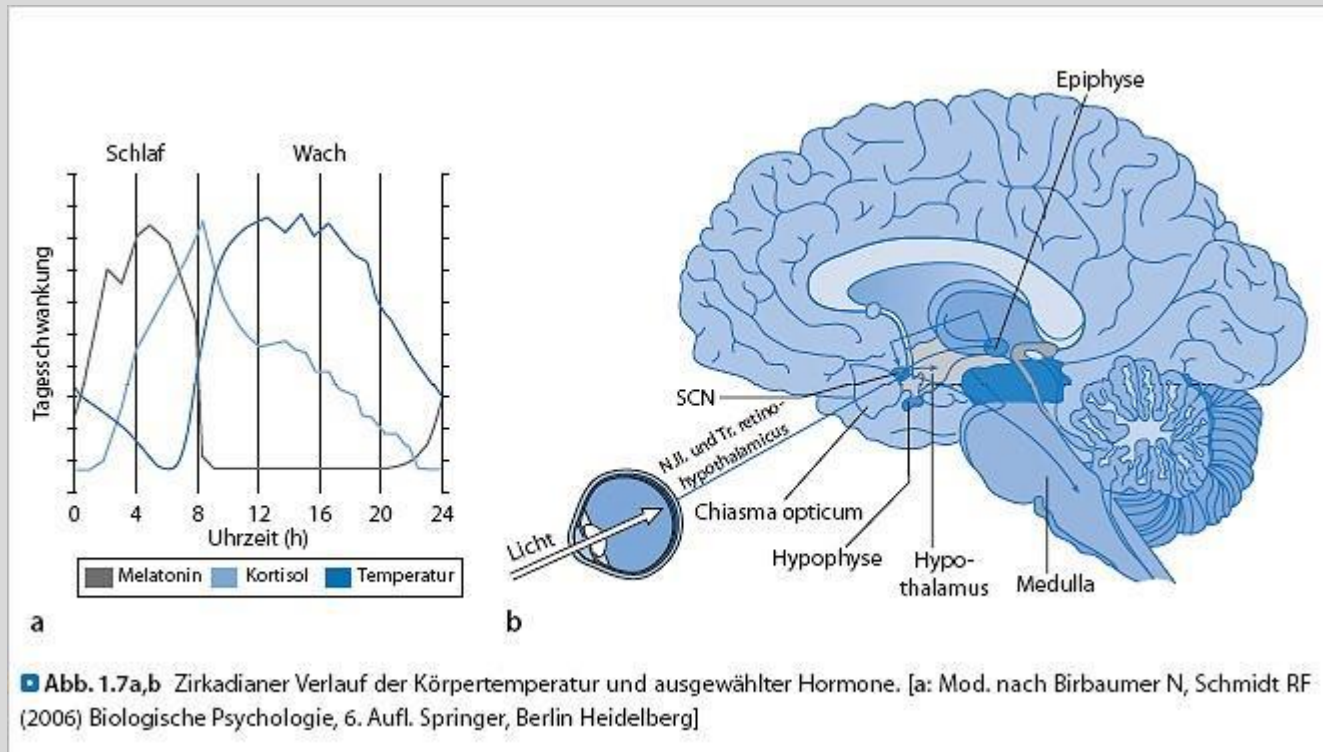 Schlaf
Wach
Tagesschwankung
0 4 8 12 16 20 24
Uhrzeit (h)
Melatonin Kortisol Temperatur
a
Epiphyse
SCN
N.II. und Tr. retino-
hypothalamicus
Chiasma opticum
Licht
Hypophyse
Hypo-
thalamus
Medulla
b
Abb. 1.7a,b Zirkadianer Verlauf der Körpertemperatur und ausgewählter Hormone. [a: Mod. nach Birbaumer N, Schmidt RF
(2006) Biologische Psychologie, 6. Aufl. Springer, Berlin Heidelberg]